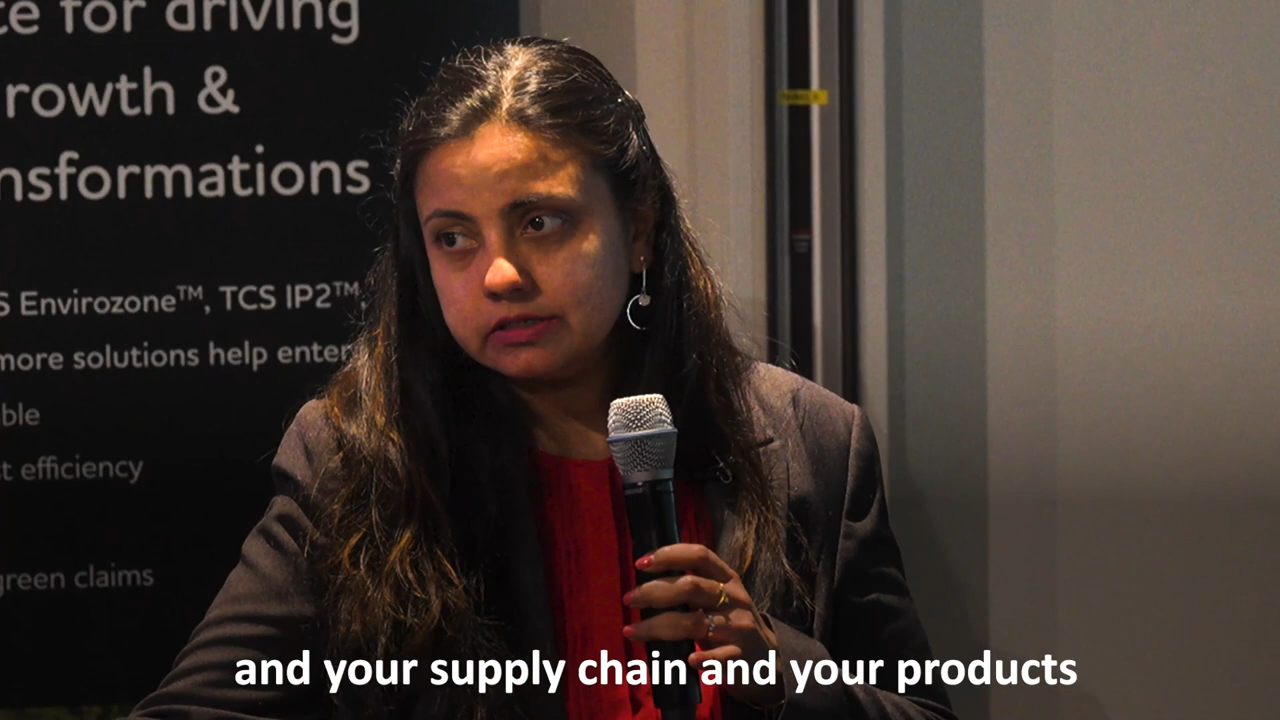 te for driving
rowth &
nsformations
S Envirozone™, TCS IP2™,
more solutions help enter
ble
t efficiency
green claims
and your supply chain and your products